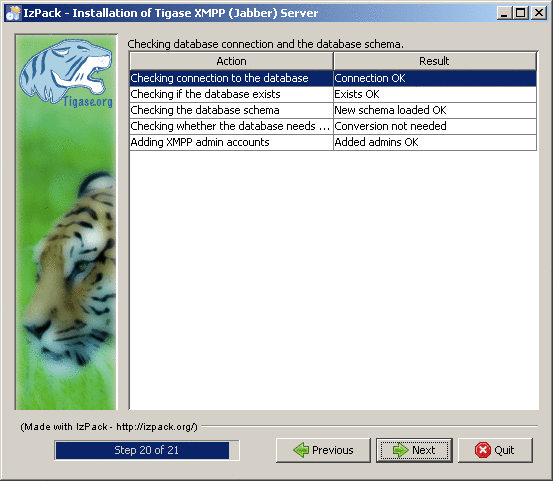 IzPack - Installation of Tigase XMPP (Jabber) Server
Tigase.org
Checking database connection and the database schema.
Action Result
Checking connection to the database Connection OK
Checking if the database exists Exists OK
Checking the database schema New schema loaded OK
Checking whether the database needs ... Conversion not needed
Adding XMPP admin accounts Added admins OK
(Made with IzPack - http://izpack.org/)
Step 20 of 21 Previous Next Quit